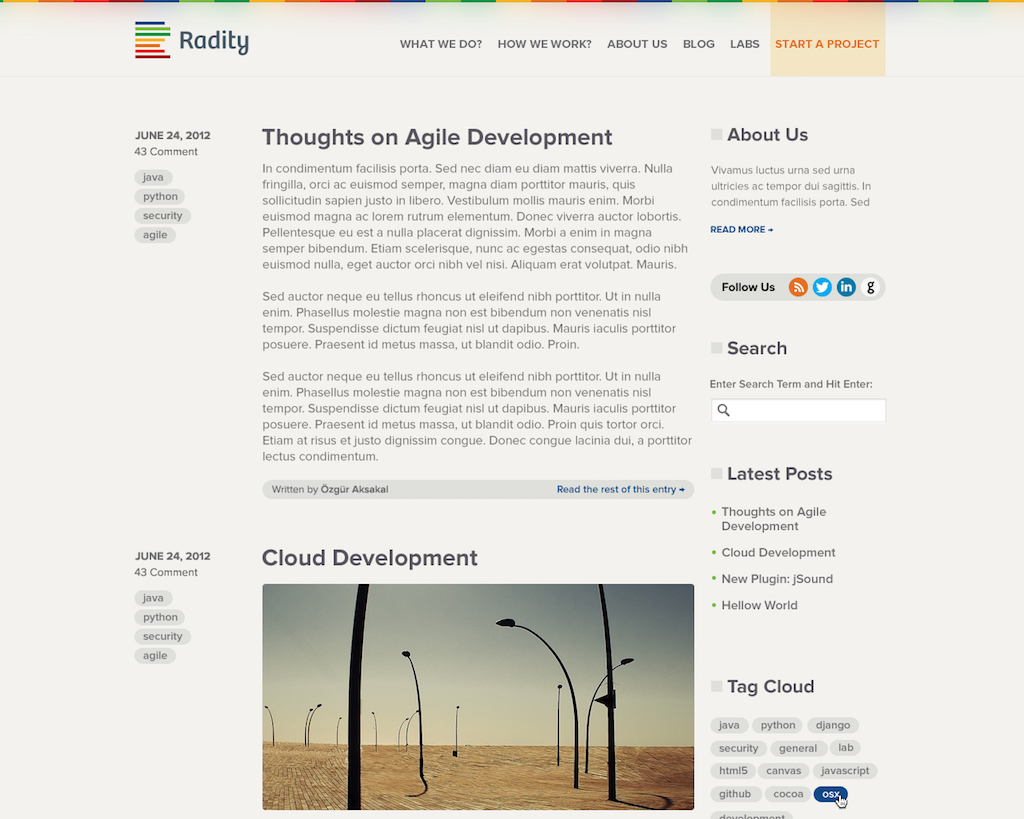 Radity
WHAT WE DO?
HOW WE WORK?
ABOUT US
BLOG
LABS
START A PROJECT
JUNE 24, 2012
43 Comment
java
python
security
agile
Thoughts on Agile Development
In condimentum facilisis porta. Sed nec diam eu diam mattis viverra. Nulla
fringilla, orci ac euismod semper, magna diam porttitor mauris, quis
sollicitudin sapien justo in libero. Vestibulum mollis mauris enim. Morbi
euismod magna ac lorem rutrum elementum. Donec viverra auctor lobortis.
Pellentesque eu est a nulla placerat dignissim. Morbi a enim in magna
semper bibendum. Etiam scelerisque, nunc ac egestas consequat, odio nibh
euismod nulla, eget auctor orci nibh vel nisi. Aliquam erat volutpat. Mauris.
Sed auctor neque eu tellus rhoncus ut eleifend nibh porttitor. Ut in nulla
enim. Phasellus molestie magna non est bibendum non venenatis nisl
tempor. Suspendisse dictum feugiat nisl ut dapibus. Mauris iaculis porttitor
posuere. Praesent id metus massa, ut blandit odio. Proin.
Sed auctor neque eu tellus rhoncus ut eleifend nibh porttitor. Ut in nulla
enim. Phasellus molestie magna non est bibendum non venenatis nisl
tempor. Suspendisse dictum feugiat nisl ut dapibus. Mauris iaculis porttitor
posuere. Praesent id metus massa, ut blandit odio. Proin quis tortor orci.
Etiam at risus et justo dignissim congue. Donec congue lacinia dui, a porttitor
lectus condimentum.
Written by Özgür Aksakal
Read the rest of this entry →
JUNE 24, 2012
43 Comment
java
python
security
agile
Cloud Development
About Us
Vivamus luctus urna sed urna
ultricies ac tempor dui sagittis. In
condimentum facilisis porta. Sed
READ MORE →
Follow Us
in
g
Search
Enter Search Term and Hit Enter:
Latest Posts
• Thoughts on Agile
Development
• Cloud Development
• New Plugin: jSound
• Hellow World
Tag Cloud
java
python
django
security
general
lab
html5
canvas
javascript
github
cocoa
osx
development